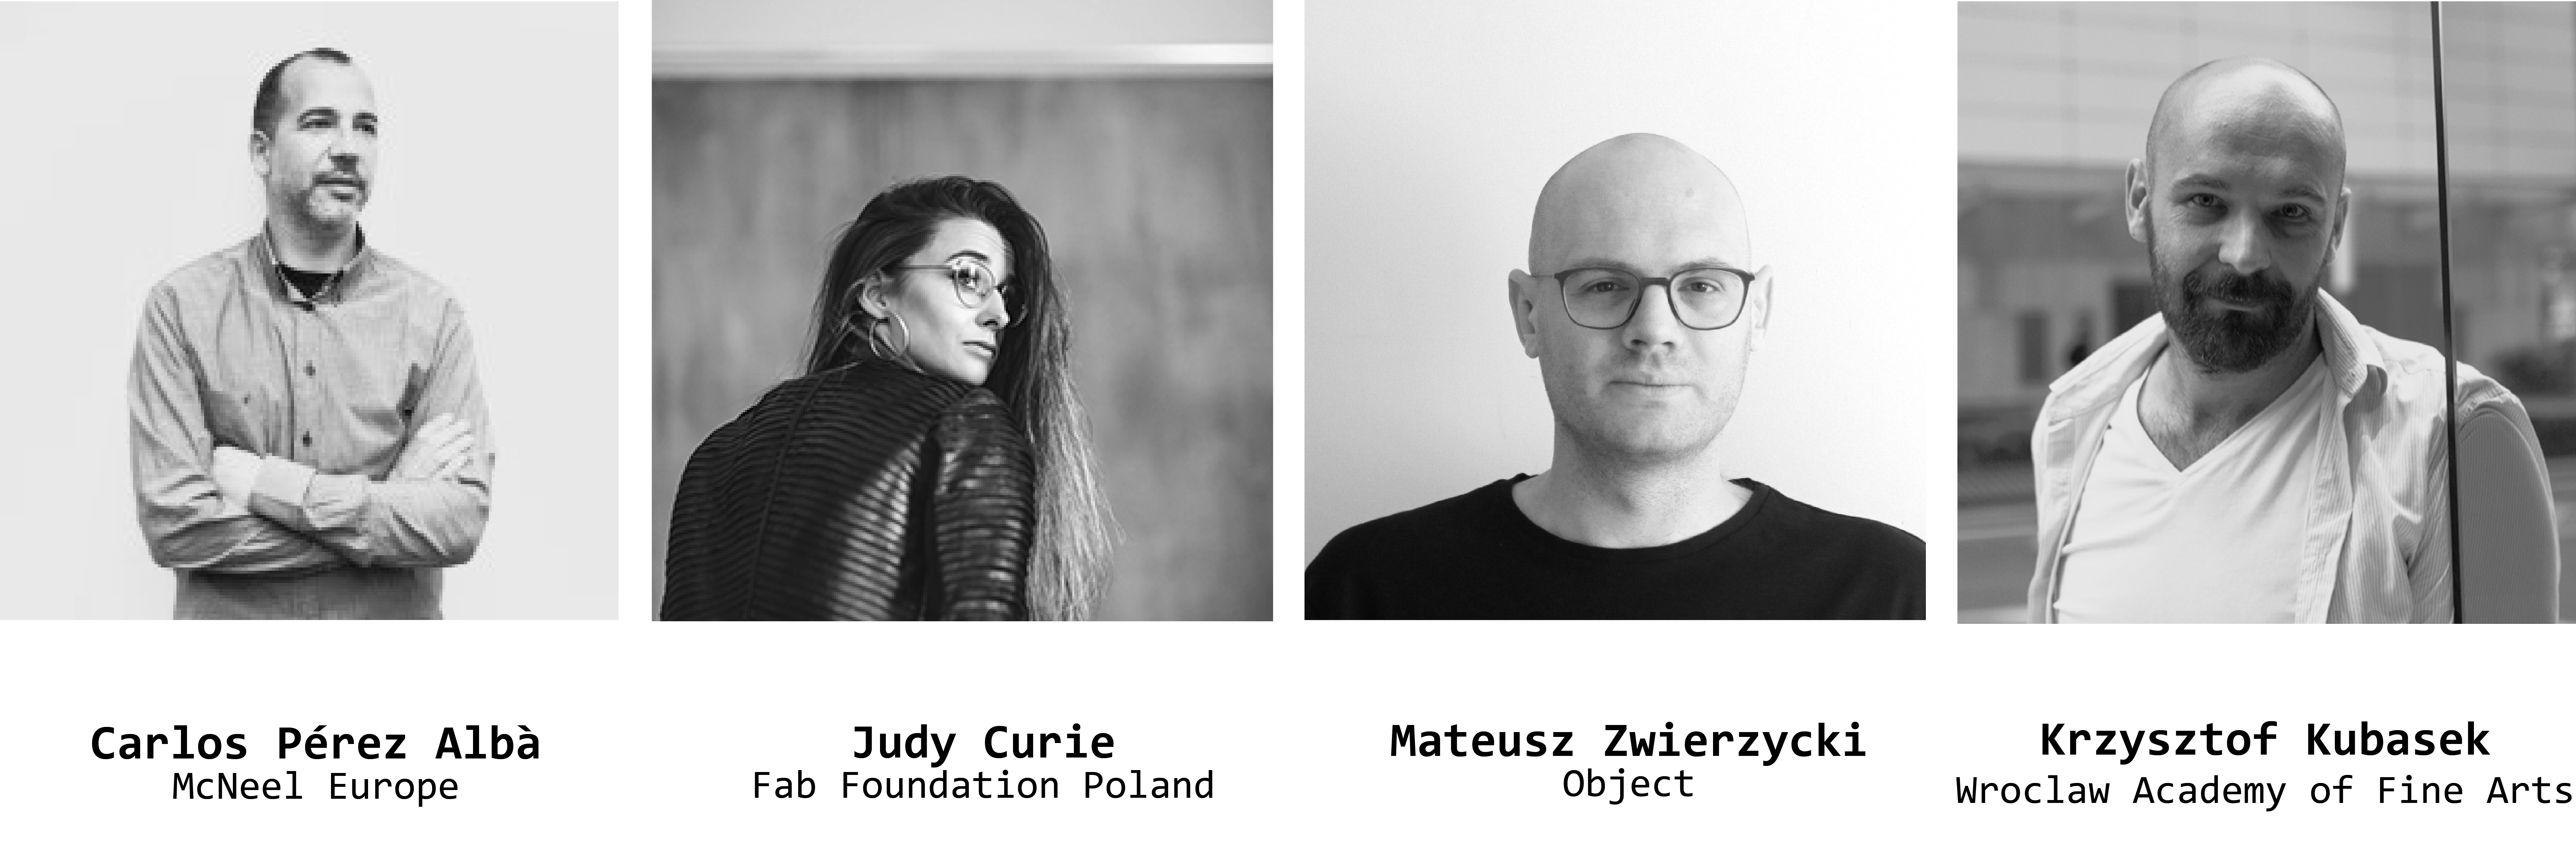 Carlos Pérez Albà
McNeel Europe
Judy Curie
Fab Foundation Poland
Mateusz Zwierzycki
Object
Krzysztof Kubasek
Wroclaw Academy of Fine Arts